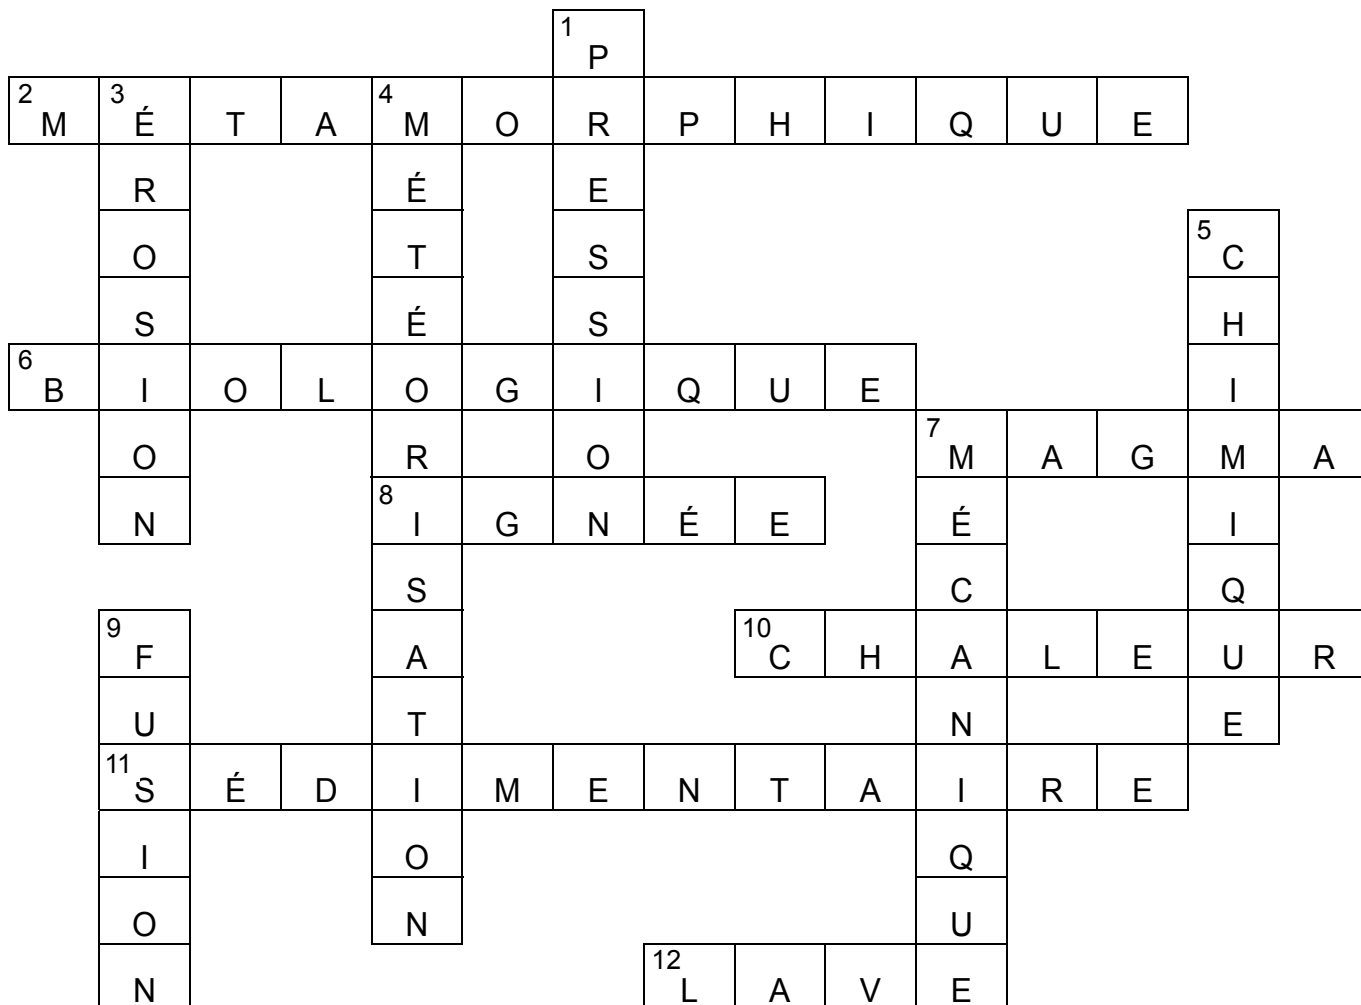 1 P
2 M 3 É T A 4 M O R P H I Q U E
R É E
O T S 5 C
S É S H
6 B I O L O G I Q U E I
O R O 7 M A G M A
N 8 I G N É E É I
S C Q
9 F A 10 C H A L E U R
U T N E
11 S É D I M E N T A I R E
I O Q
O N U
N 12 L A V E